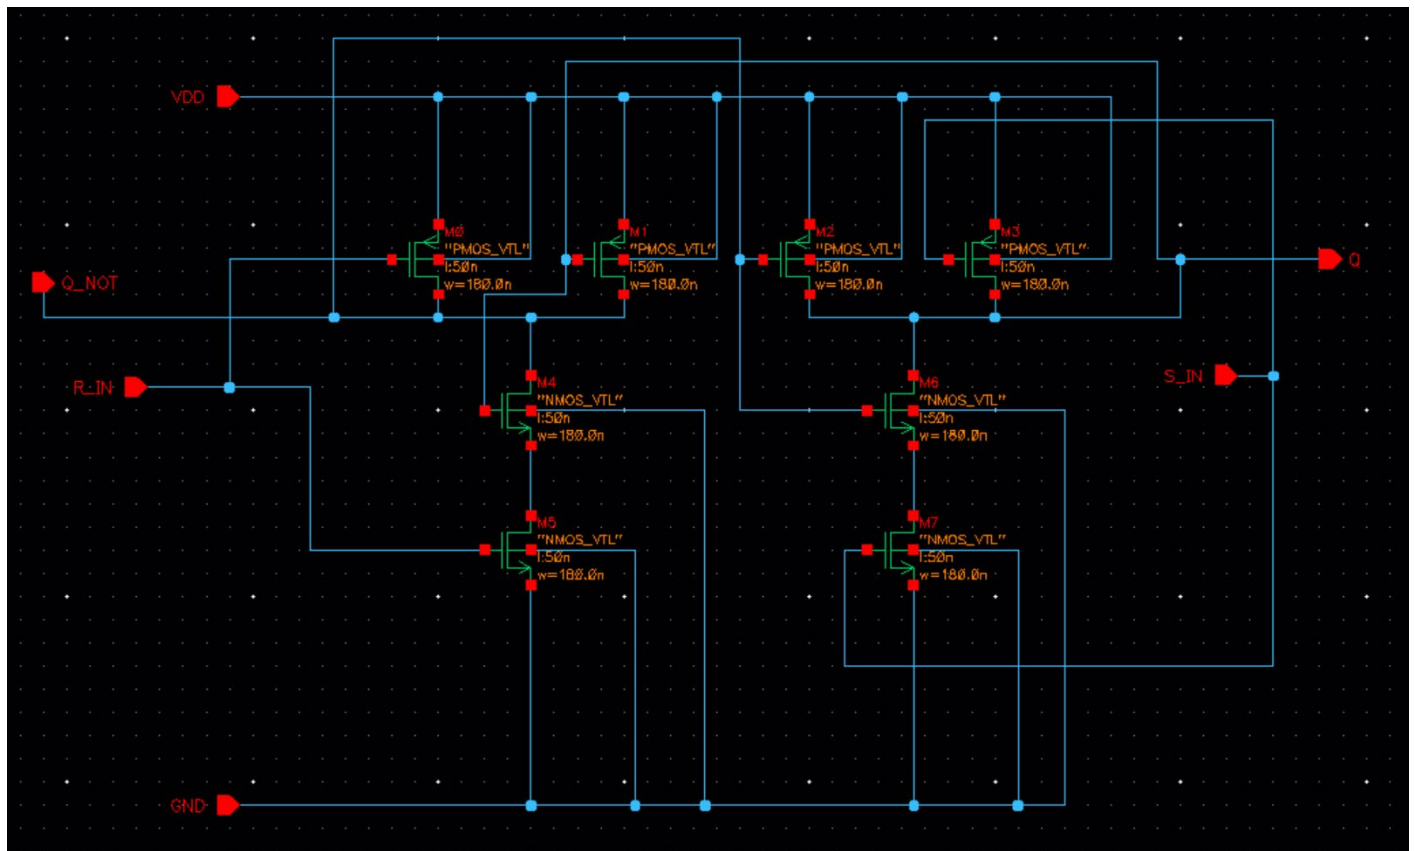 VDD
M0
"PMOS_VTL"
l:50n
w=180.0n
M1
"PMOS_VTL"
l:50n
w=180.0n
M2
"PMOS_VTL"
l:50n
w=180.0n
M3
"PMOS_VTL"
l:50n
w=180.0n
Q
Q_NOT
R_IN
S_IN
M4
"NMOS_VTL"
l:50n
w=180.0n
M6
"NMOS_VTL"
l:50n
w=180.0n
M5
"NMOS_VTL"
l:50n
w=180.0n
M7
"NMOS_VTL"
l:50n
w=180.0n
GND